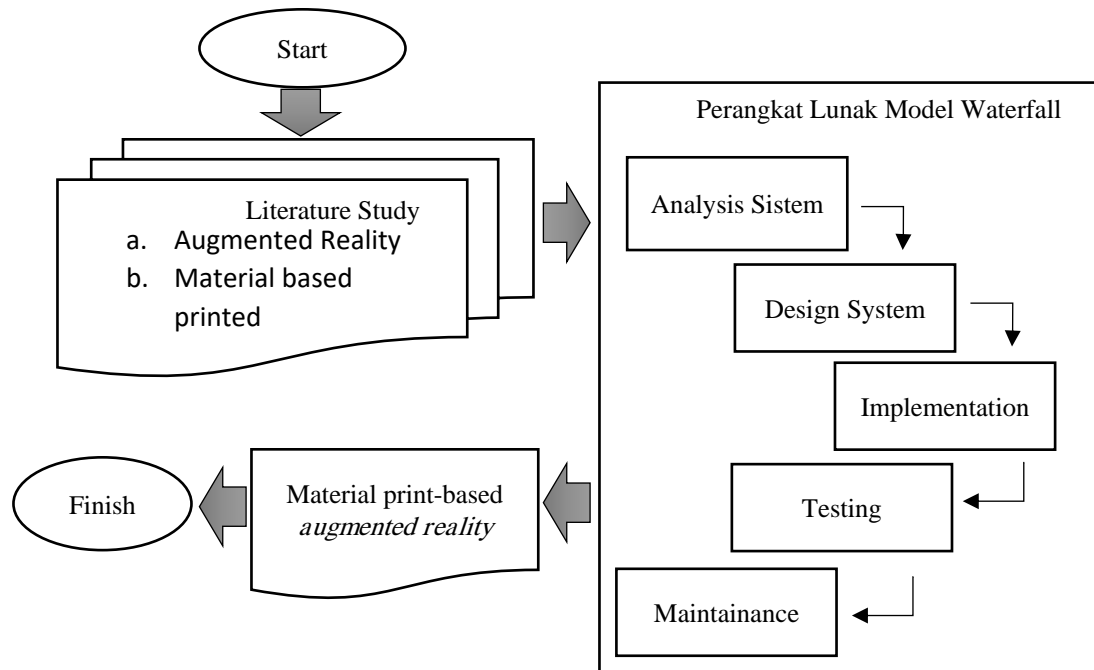 Start
Literature Study
a. Augmented Reality
b. Material based
printed
Perangkat Lunak Model Waterfall
Analysis Sistem
Design System
Implementation
Testing
Maintainance
Material print-based
augmented reality
Finish